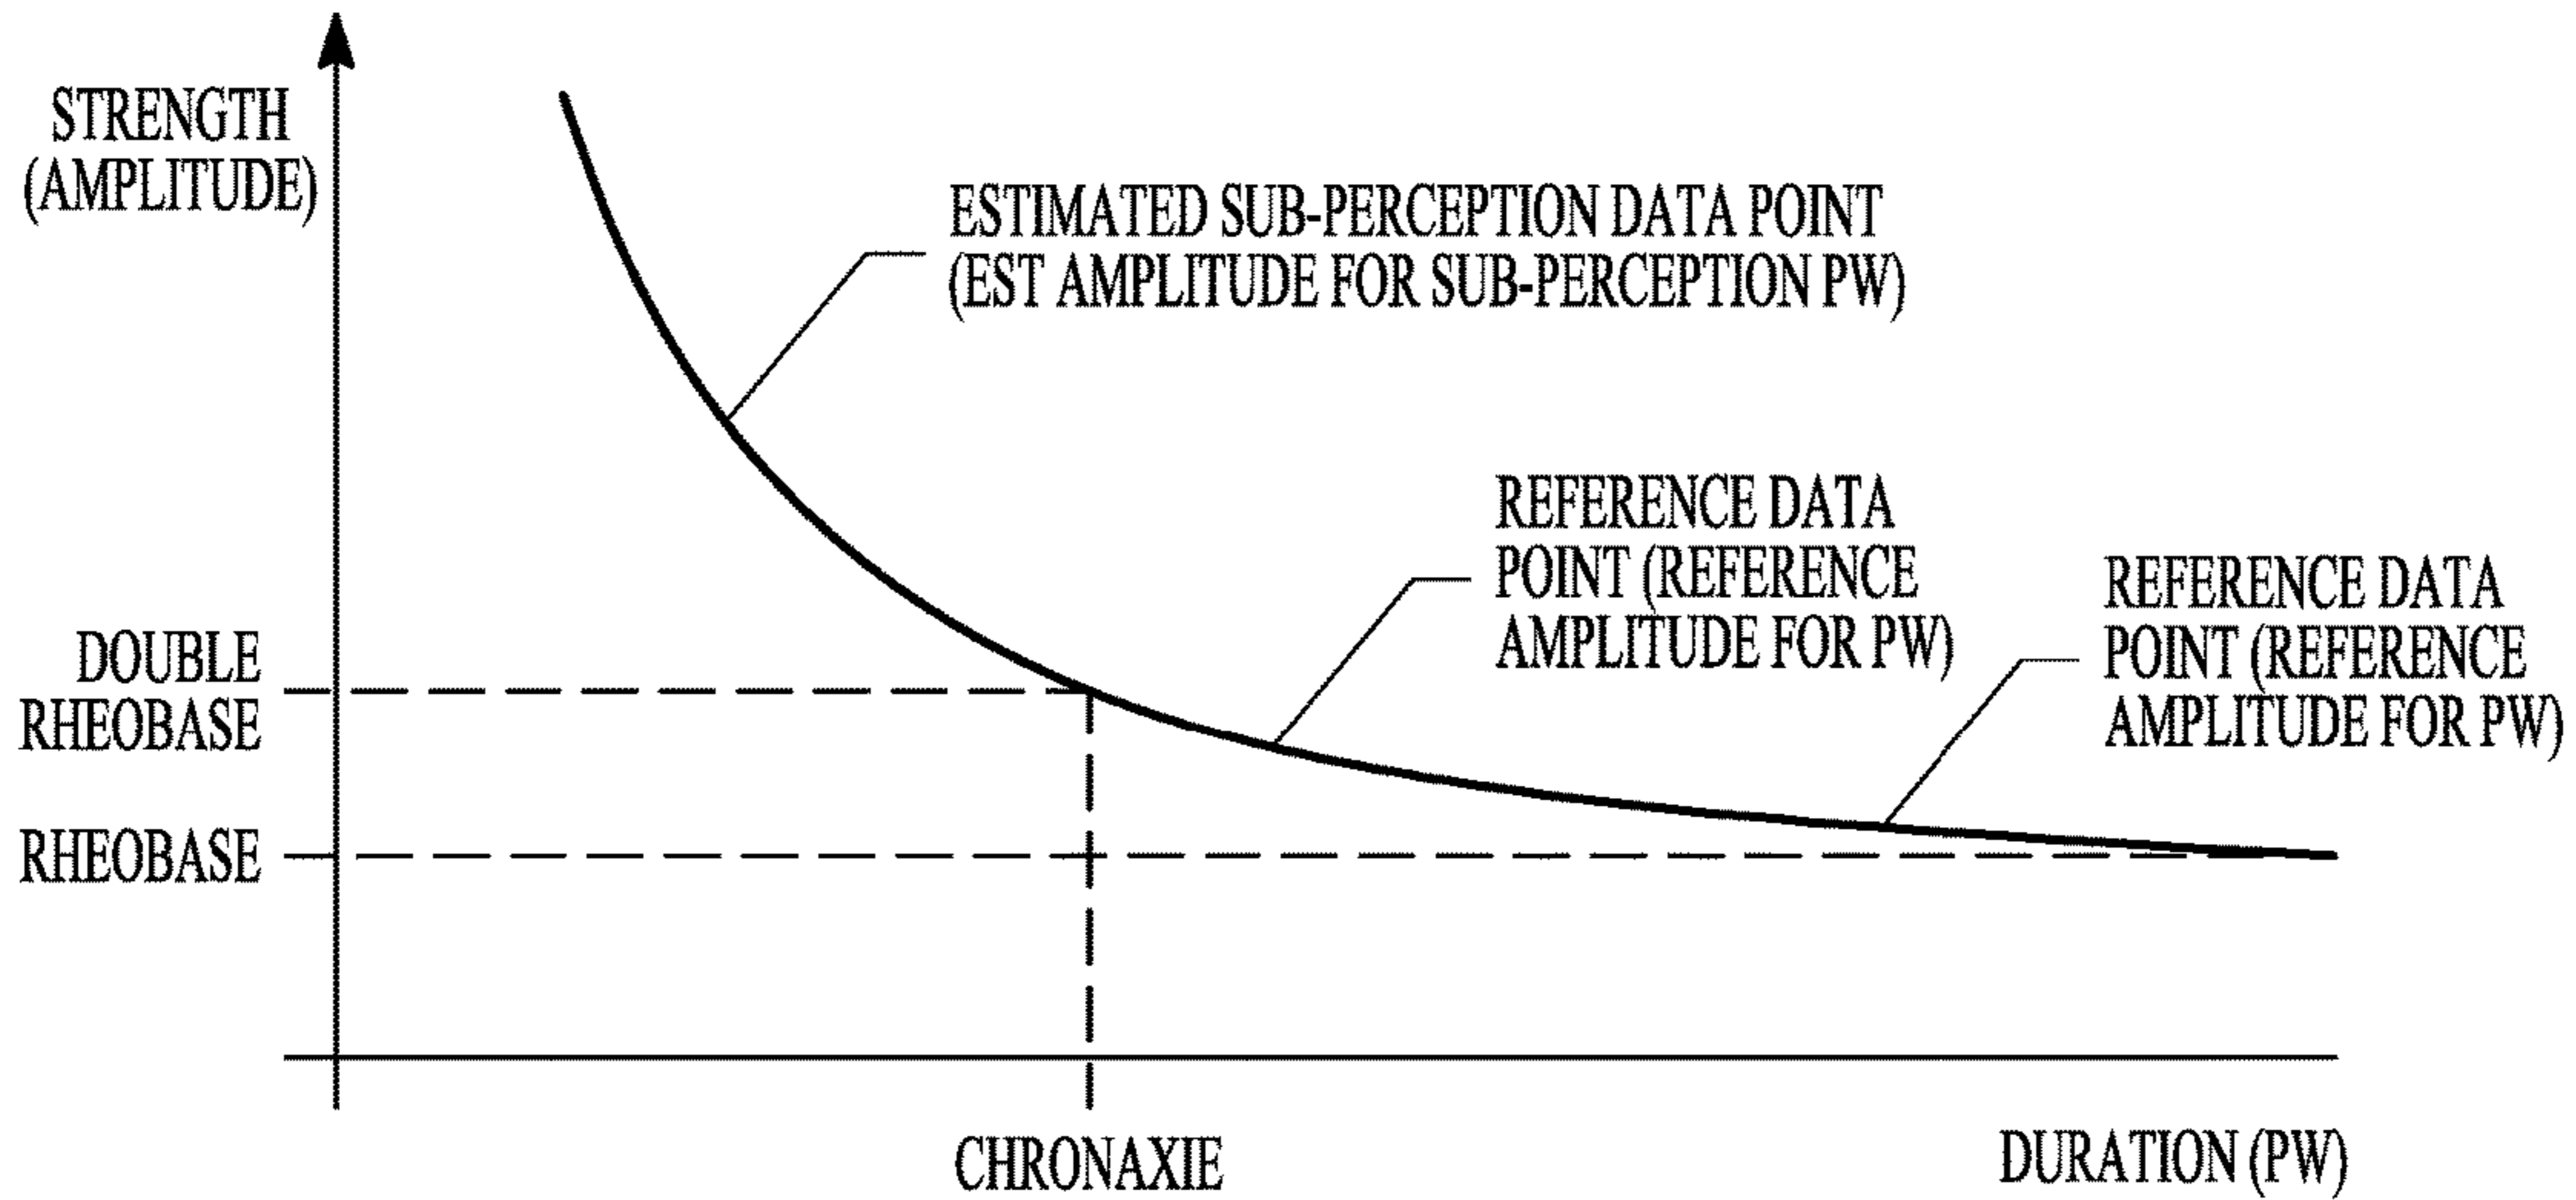 STRENGTH
(AMPLITUDE)
ESTIMATED SUB-PERCEPTION DATA POINT
(EST AMPLITUDE FOR SUB-PERCEPTION PW)
REFERENCE DATA
POINT (REFERENCE
AMPLITUDE FOR PW)
REFERENCE DATA
POINT (REFERENCE
AMPLITUDE FOR PW)
DOUBLE
RHEOBASE
RHEOBASE
CHRONAXIE
DURATION (PW)